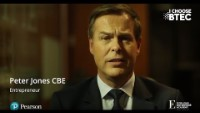 I CHOOSE
BTEC
Peter Jones CBE
Entrepreneur
Pearson